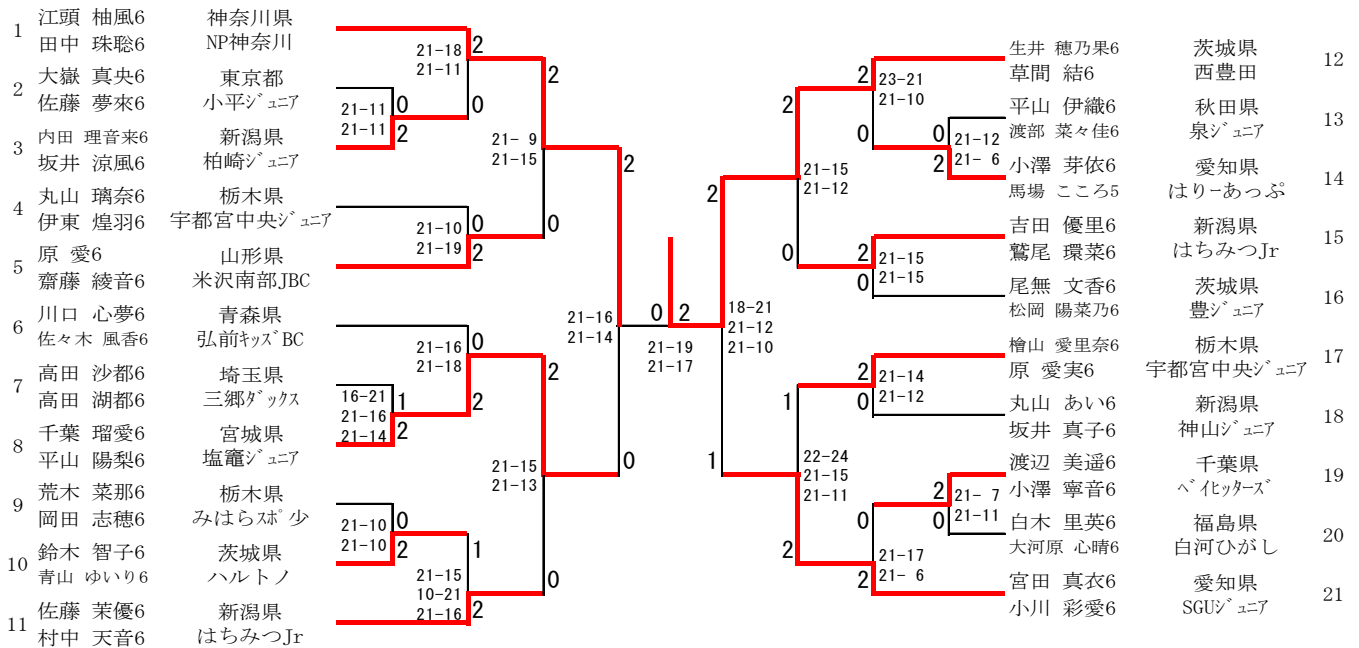 1 江頭 柚風6 神奈川県
田中 珠聡6 NP神奈川
2 大嶽 真央6 東京都
佐藤 夢來6 小平ジュニア
3 内田 理音来6 新潟県
坂井 涼風6 柏崎ジュニア
4 丸山 璃奈6 栃木県
伊東 煌羽6 宇都宮中央ジュニア
5 原 愛6 山形県
齋藤 綾音6 米沢南部JBC
6 川口 心夢6 青森県
佐々木 風香6 弘前キッズBC
7 高田 沙都6 埼玉県
高田 湖都6 三郷ダックス
8 千葉 瑠愛6 宮城県
平山 陽梨6 塩竈ジュニア
9 荒木 菜那6 栃木県
岡田 志穂6 みはらスポ少
10 鈴木 智子6 茨城県
青山 ゆいり6 ハルトノ
11 佐藤 茉優6 新潟県
村中 天音6 はちみつJr
21-18
21-11
2
0
21-11
21-11
0
2
21- 9
21-15
2
0
21-10
21-19
0
2
21-16
21-14
2
0
21-16
21-18
0
2
16-21
21-16
21-14
1
2
21-15
21-13
2
0
21-10
21-10
0
2
21-15
10-21
21-16
1
2
0 2
21-19
21-17
18-21
21-12
21-10
2
1
21-15
21-12
2
0
23-21
21-10
2
0
21-12
21- 6
0
2
21-15
21-15
2
0
22-24
21-15
21-11
1
2
21-14
21-12
2
0
21- 7
21-11
2
0
21-17
21- 6
0
2
生井 穂乃果6 茨城県 12
草間 結6 西豊田
平山 伊織6 秋田県 13
渡部 菜々佳6 泉ジュニア
小澤 芽依6 愛知県 14
馬場 こころ5 はりーあっぷ
吉田 優里6 新潟県 15
鷲尾 環菜6 はちみつJr
尾無 文香6 茨城県 16
松岡 陽菜乃6 豊ジュニア
檜山 愛里奈6 栃木県 17
原 愛実6 宇都宮中央ジュニア
丸山 あい6 新潟県 18
坂井 真子6 神山ジュニア
渡辺 美遥6 千葉県 19
小澤 寧音6 ベイヒッターズ
白木 里英6 福島県 20
大河原 心晴6 白河ひがし
宮田 真衣6 愛知県 21
小川 彩愛6 SGUジュニア